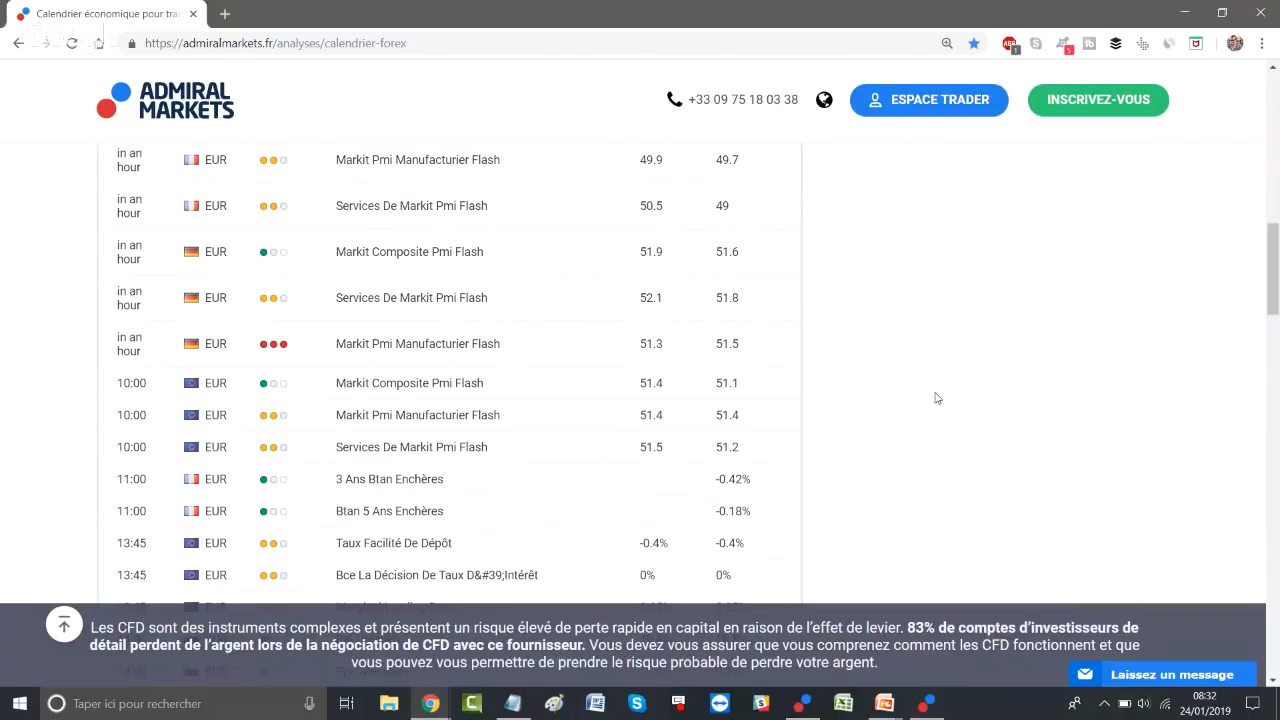 Calendrier économique pour tra
https://admiralmarkets.fr/analyses/calendrier-forex
ABP
1
5
ADMIRAL
MARKETS
+33 09 75 18 03 38
ESPACE TRADER
INSCRIVEZ-VOUS
in an
hour
EUR
Markit Pmi Manufacturier Flash
49.9
49.7
in an
hour
EUR
Services De Markit Pmi Flash
50.5
49
in an
hour
EUR
Markit Composite Pmi Flash
51.9
51.6
in an
hour
EUR
Services De Markit Pmi Flash
52.1
51.8
in an
hour
EUR
Markit Pmi Manufacturier Flash
51.3
51.5
10:00
EUR
Markit Composite Pmi Flash
51.4
51.1
10:00
EUR
Markit Pmi Manufacturier Flash
51.4
51.4
10:00
EUR
Services De Markit Pmi Flash
51.5
51.2
11:00
EUR
3 Ans Btan Enchères
-0.42%
11:00
EUR
Btan 5 Ans Enchères
-0.18%
13:45
EUR
Taux Facilité De Dépôt
-0.4%
-0.4%
13:45
EUR
Bce La Décision De Taux D&#39;Intérêt
0%
0%
Les CFD sont des instruments complexes et présentent un risque élevé de perte rapide en capital en raison de l'effet de levier. 83% de comptes d'investisseurs de
détail perdent de l'argent lors de la négociation de CFD avec ce fournisseur. Vous devez vous assurer que vous comprenez comment les CFD fonctionnent et que
vous pouvez vous permettre de prendre le risque probable de perdre votre argent.
Laissez un message
Taper ici pour rechercher
08:32
24/01/2019